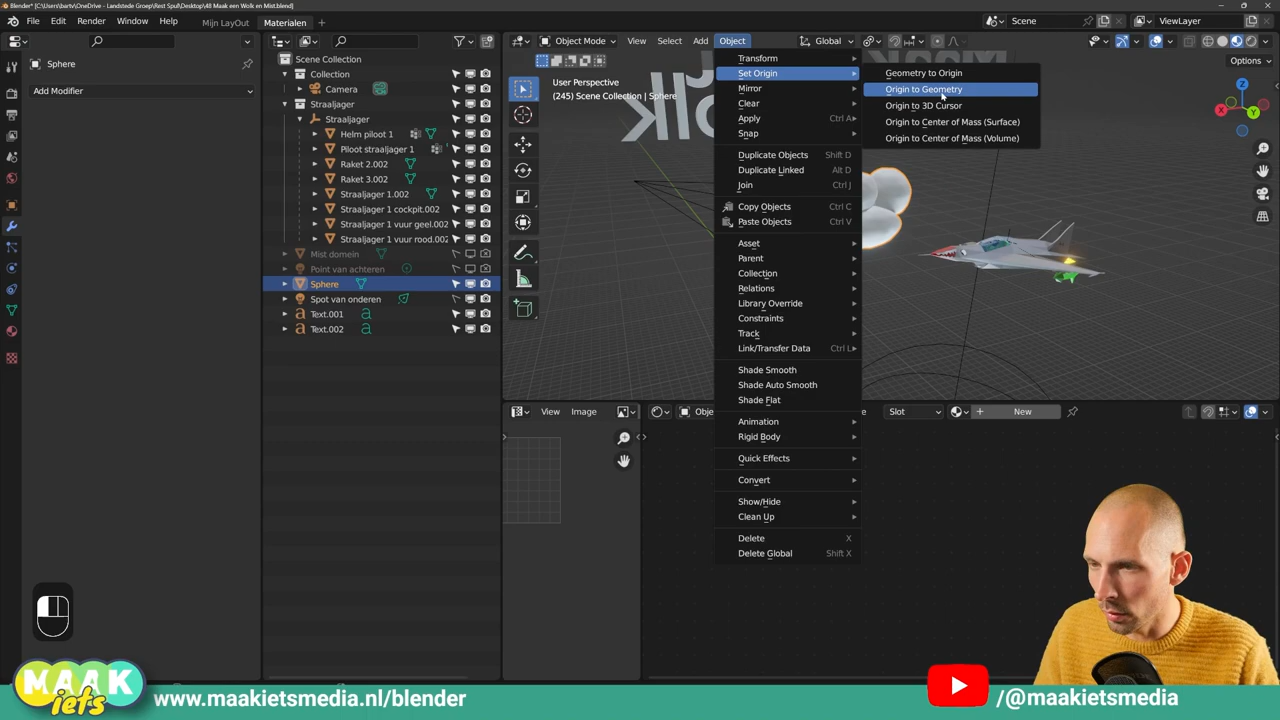 Blender* [C:\Users\bartv\OneDrive - Landstede Groep\Rest Spul\Desktop\48 Maak een Wolk en Mist.blend]
File Edit Render Window Help Mijn LayOut Materialen Scene ViewLayer
Object Mode View Select Add Object Global
Options
Sphere
Add Modifier
Scene Collection
Collection
Camera
Straaljager
Straaljager
Helm piloot 1
Piloot straaljager 1
Raket 2.002
Raket 3.002
Straaljager 1.002
Straaljager 1 cockpit.002
Straaljager 1 vuur geel.002
Straaljager 1 vuur rood.002
Mist domein
Point van achteren
Sphere
Spot van onderen
Text.001
Text.002
User Perspective
(245) Scene Collection | Sphere
Transform
Set Origin
Mirror
Clear
Apply Ctrl A
Snap
Duplicate Objects Shift D
Duplicate Linked Alt D
Join Ctrl J
Copy Objects Ctrl C
Paste Objects Ctrl V
Asset
Parent
Collection
Relations
Library Override
Constraints
Track
Link/Transfer Data Ctrl L
Shade Smooth
Shade Auto Smooth
Shade Flat
Animation
Rigid Body
Quick Effects
Convert
Show/Hide
Clean Up
Delete X
Delete Global Shift X
Geometry to Origin
Origin to Geometry
Origin to 3D Cursor
Origin to Center of Mass (Surface)
Origin to Center of Mass (Volume)
Z
X
Y
View Image
Obje
Slot
New
MAAK
iets
www.maakietsmedia.nl/blender
/@maakietsmedia